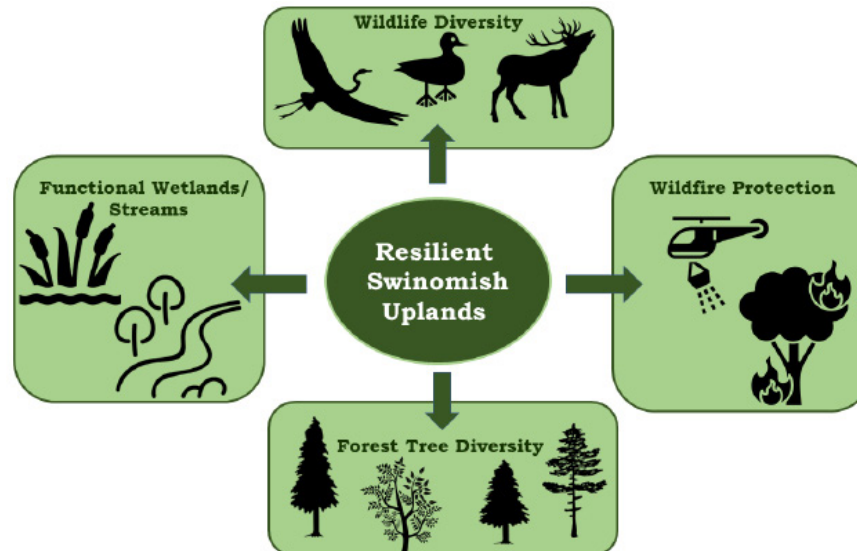 Wildlife Diversity
Functional Wetlands/
Streams
Wildfire Protection
Resilient
Swinomish
Uplands
Forest Tree Diversity